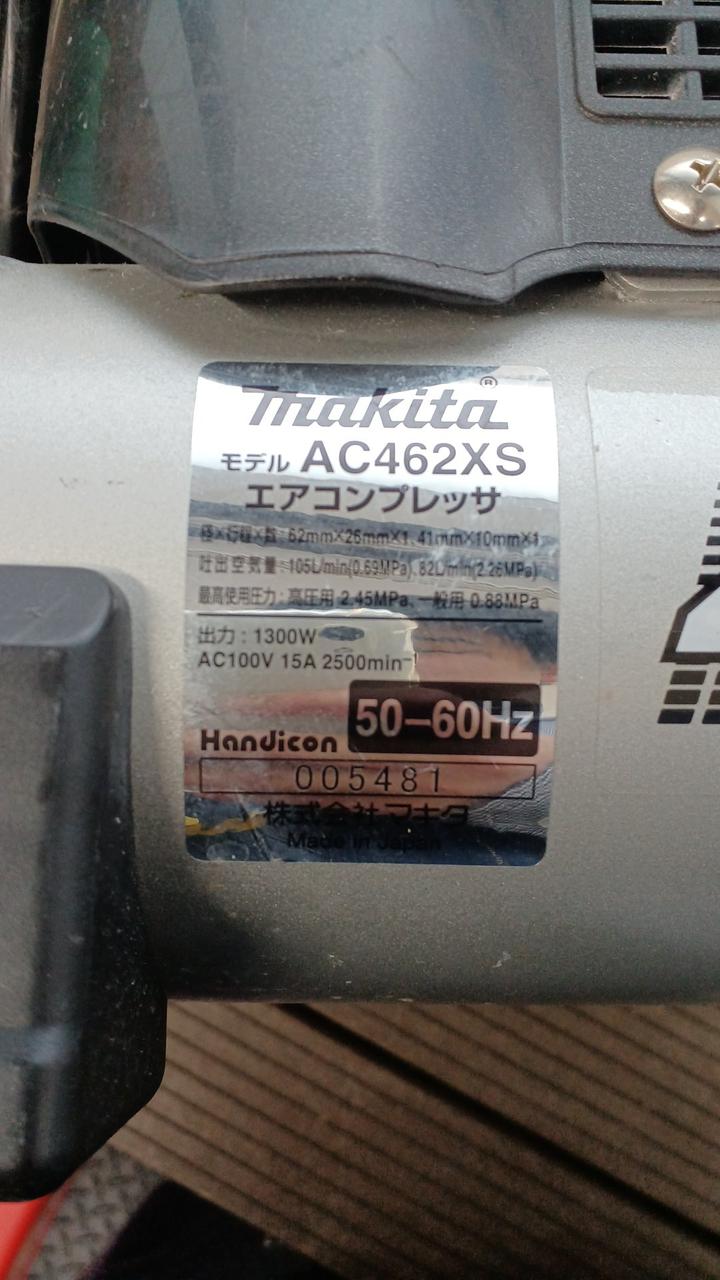 makita®
モデル AC462XS
エアコンプレッサ
径×行程×数：62mm×26mm×1、41mm×10mm×1
吐出空気量：105L/min(0.69MPa)、82L/min(2.26MPa)
最高使用圧力：高圧用 2.45MPa、一般用 0.88MPa
出力：1300W
AC100V 15A 2500min⁻¹
50–60Hz
Handicon
005481
株式会社マキタ
Made in Japan